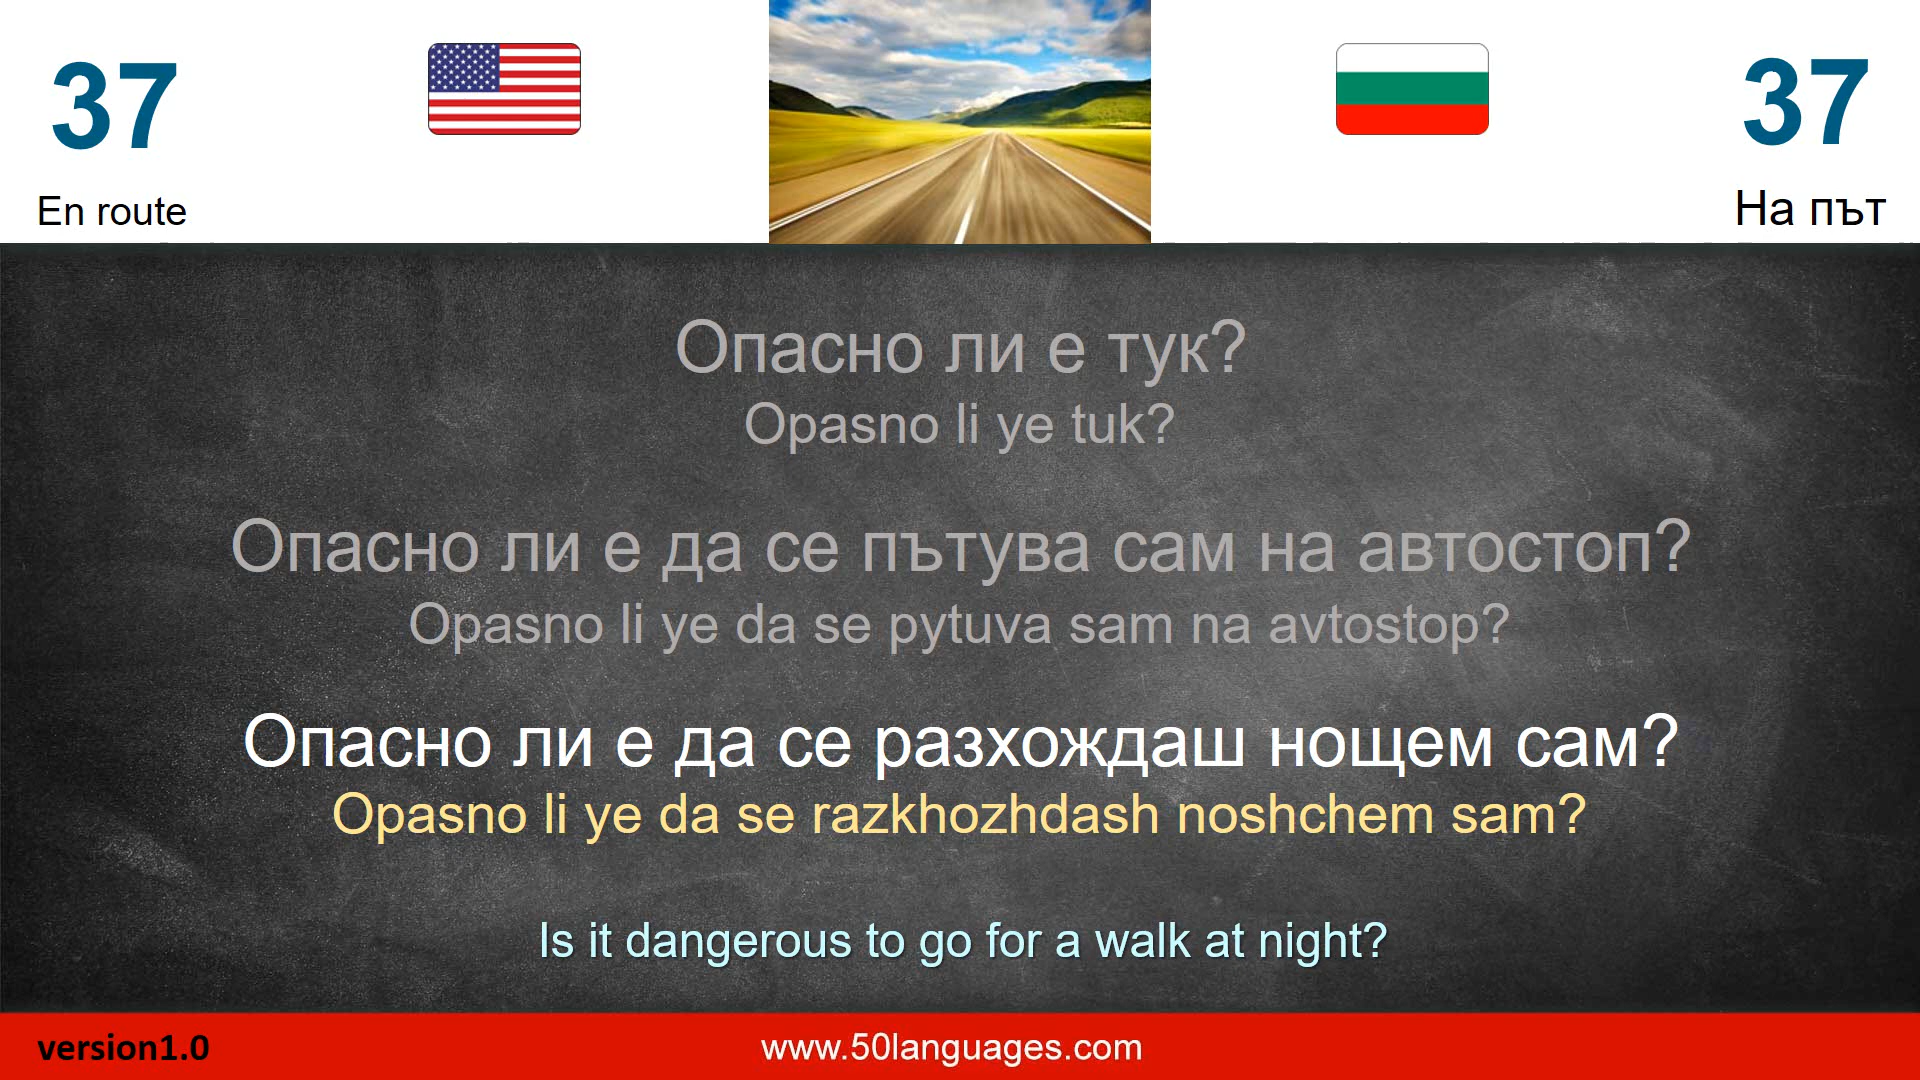 37
37
En route
На път
Опасно ли е тук?
Opasno li ye tuk?
Опасно ли е да се пътува сам на автостоп?
Opasno li ye da se pytuva sam na avtostop?
Опасно ли е да се разхождаш нощем сам?
Opasno li ye da se razkhozhdash noshchem sam?
Is it dangerous to go for a walk at night?
version1.0
www.50languages.com